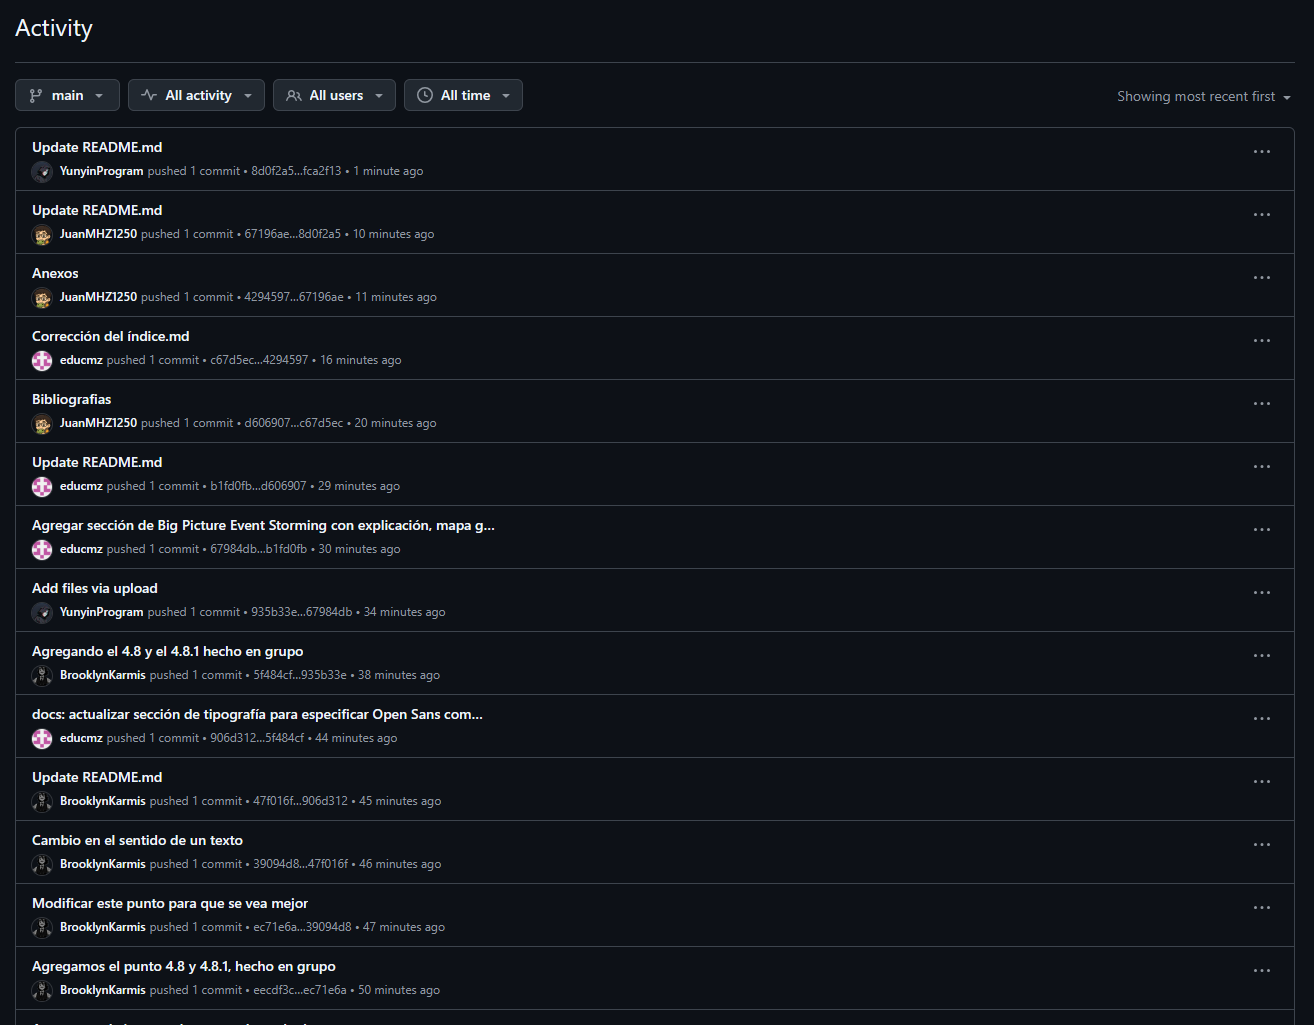 Activity
main
All activity
All users
All time
Showing most recent first
Update README.md
YunyinProgram pushed 1 commit • 8d0f2a5...fca2f13 • 1 minute ago
Update README.md
JuanMHZ1250 pushed 1 commit • 67196ae...8d0f2a5 • 10 minutes ago
Anexos
JuanMHZ1250 pushed 1 commit • 4294597...67196ae • 11 minutes ago
Corrección del índice.md
educmz pushed 1 commit • c67d5ec...4294597 • 16 minutes ago
Bibliografias
JuanMHZ1250 pushed 1 commit • d606907...c67d5ec • 20 minutes ago
Update README.md
educmz pushed 1 commit • b1fd0fb...d606907 • 29 minutes ago
Agregar sección de Big Picture Event Storming con explicación, mapa g...
educmz pushed 1 commit • 67984db...b1fd0fb • 30 minutes ago
Add files via upload
YunyinProgram pushed 1 commit • 935b33e...67984db • 34 minutes ago
Agregando el 4.8 y el 4.8.1 hecho en grupo
BrooklynKarmis pushed 1 commit • 5f484cf...935b33e • 38 minutes ago
docs: actualizar sección de tipografía para especificar Open Sans com...
educmz pushed 1 commit • 906d312...5f484cf • 44 minutes ago
Update README.md
BrooklynKarmis pushed 1 commit • 47f016f...906d312 • 45 minutes ago
Cambio en el sentido de un texto
BrooklynKarmis pushed 1 commit • 39094d8...47f016f • 46 minutes ago
Modificar este punto para que se vea mejor
BrooklynKarmis pushed 1 commit • ec71e6a...39094d8 • 47 minutes ago
Agregamos el punto 4.8 y 4.8.1, hecho en grupo
BrooklynKarmis pushed 1 commit • eecdf3c...ec71e6a • 50 minutes ago